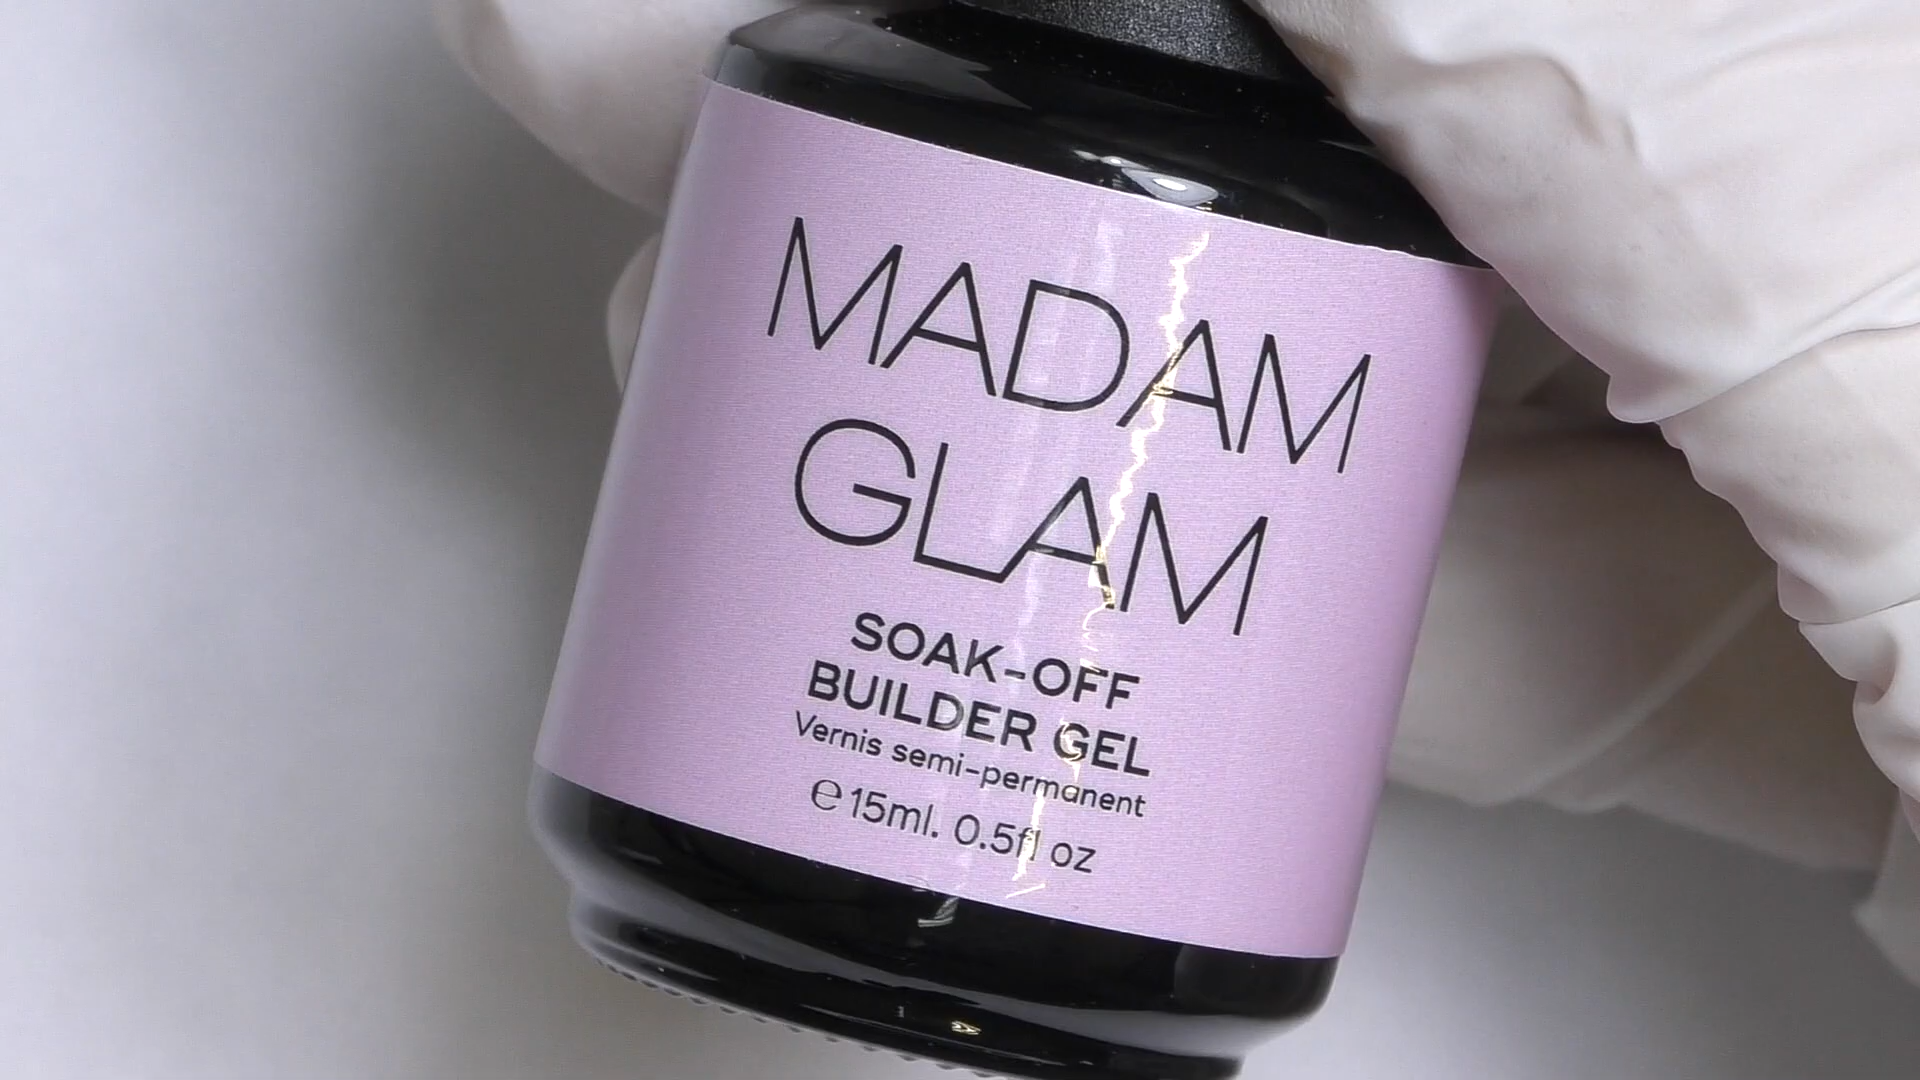 MADAM
GLAM
SOAK-OFF
BUILDER GEL
Vernis semi-permanent
℮ 15ml. 0.5fl oz